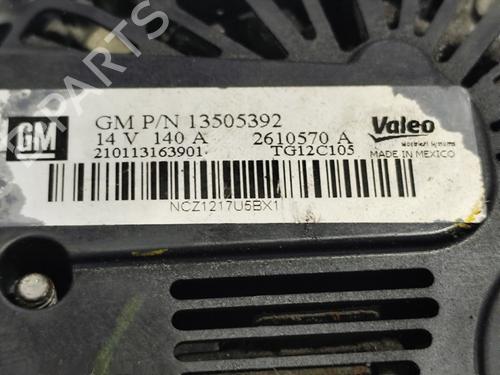 GM
GM P/N 13505392
14 V 140 A 2610570 A
210113163901 TG12C105
Valeo
MADE IN MEXICO
NCZ1217U5BX1